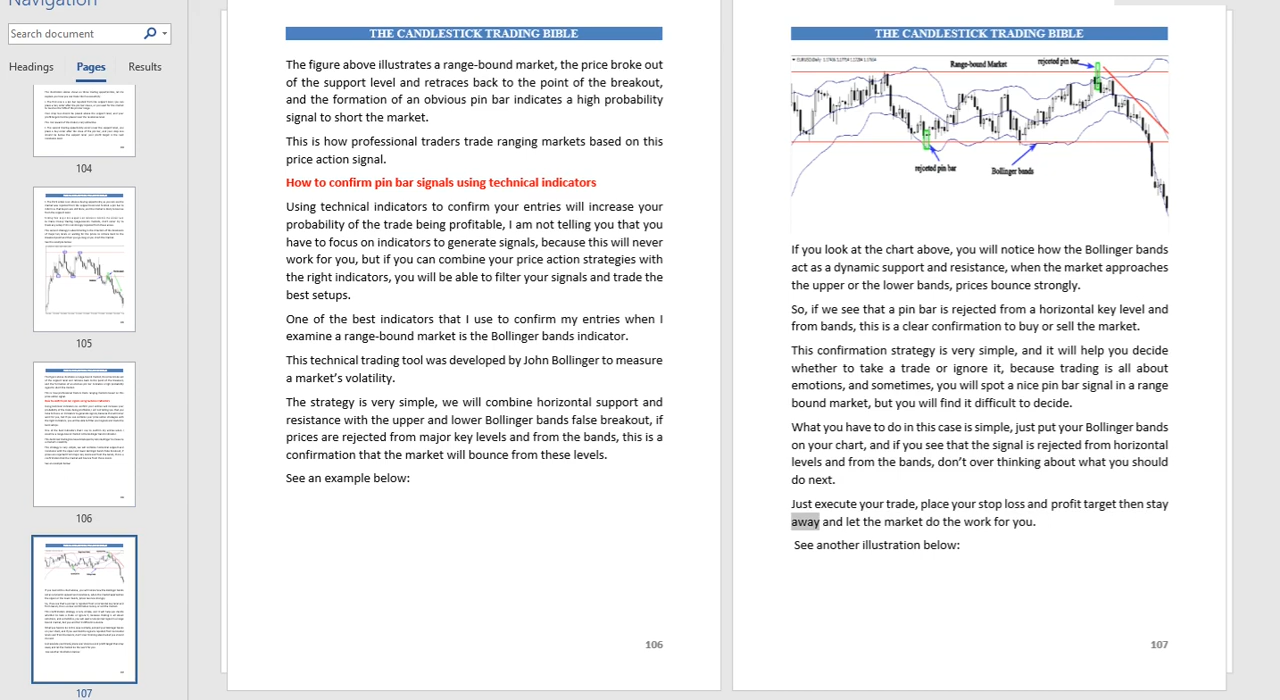 Navigation
Search document
Headings
Pages
Results
104
105
106
107
THE CANDLESTICK TRADING BIBLE
The figure above illustrates a range-bound market, the price broke out
of the support level and retraces back to the point of the breakout,
and the formation of an obvious pin bar indicates a high probability
signal to short the market.
This is how professional traders trade ranging markets based on this
price action signal.
How to confirm pin bar signals using technical indicators
Using technical indicators to confirm your entries will increase your
probability of the trade being profitable, I am not telling you that you
have to focus on indicators to generate signals, because this will never
work for you, but if you can combine your price action strategies with
the right indicators, you will be able to filter your signals and trade the
best setups.
One of the best indicators that I use to confirm my entries when I
examine a range-bound market is the Bollinger bands indicator.
This technical trading tool was developed by John Bollinger to measure
a market's volatility.
The strategy is very simple, we will combine horizontal support and
resistance with the upper and lower Bollinger bands false breakout, if
prices are rejected from major key levels and from the bands, this is a
confirmation that the market will bounce from these levels.
See an example below:
106
THE CANDLESTICK TRADING BIBLE
Range-bound Market
rejected pin bar
rejected pin bar
Bollinger bands
If you look at the chart above, you will notice how the Bollinger bands
act as a dynamic support and resistance, when the market approaches
the upper or the lower bands, prices bounce strongly.
So, if we see that a pin bar is rejected from a horizontal key level and
from bands, this is a clear confirmation to buy or sell the market.
This confirmation strategy is very simple, and it will help you decide
whether to take a trade or ignore it, because trading is all about
emotions, and sometimes, you will spot a nice pin bar signal in a range
bound market, but you will find it difficult to decide.
What you have to do in this case is simple, just put your Bollinger bands
in your chart, and if you see that the signal is rejected from horizontal
levels and from the bands, don't over thinking about what you should
do next.
Just execute your trade, place your stop loss and profit target then stay
away and let the market do the work for you.
See another illustration below:
107